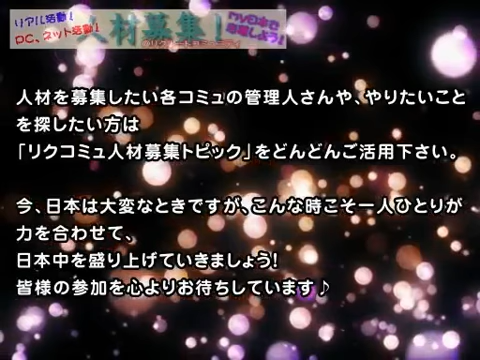 リアル活動！
PC、ネット活動！
人材募集！
日本を
応援しよう！
人材を募集したい各コミュの管理人さんや、やりたいこと
を探したい方は
「リクコミュ人材募集トピック」をどんどんご活用下さい。
今、日本は大変なときですが、こんな時こそ一人ひとりが
力を合わせて、
日本中を盛り上げていきましょう！
皆様の参加を心よりお待ちしています♪